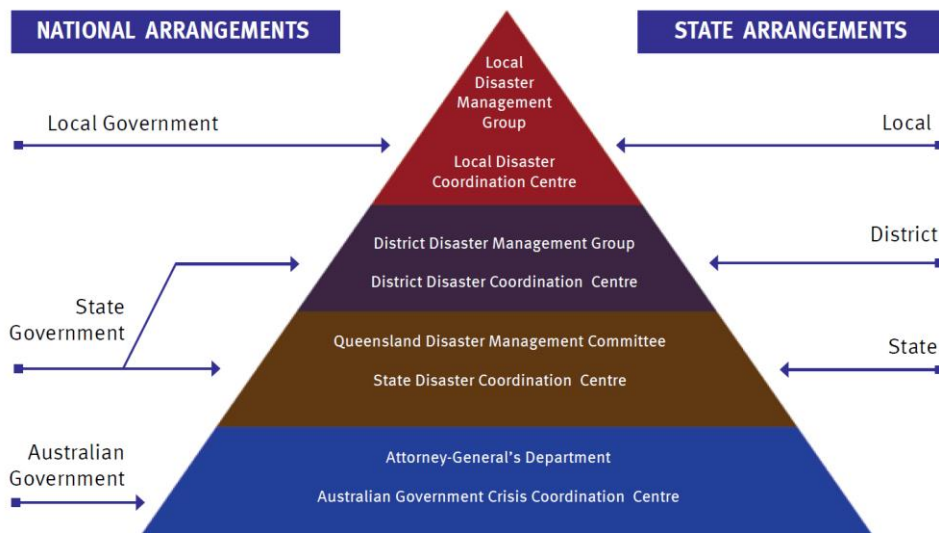 NATIONAL ARRANGEMENTS
STATE ARRANGEMENTS
Local
Disaster
Management
Group
Local Disaster
Coordination Centre
Local Government
Local
District Disaster Management Group
District Disaster Coordination Centre
District
State
Government
Queensland Disaster Management Committee
State Disaster Coordination Centre
State
Australian
Government
Attorney-General's Department
Australian Government Crisis Coordination Centre